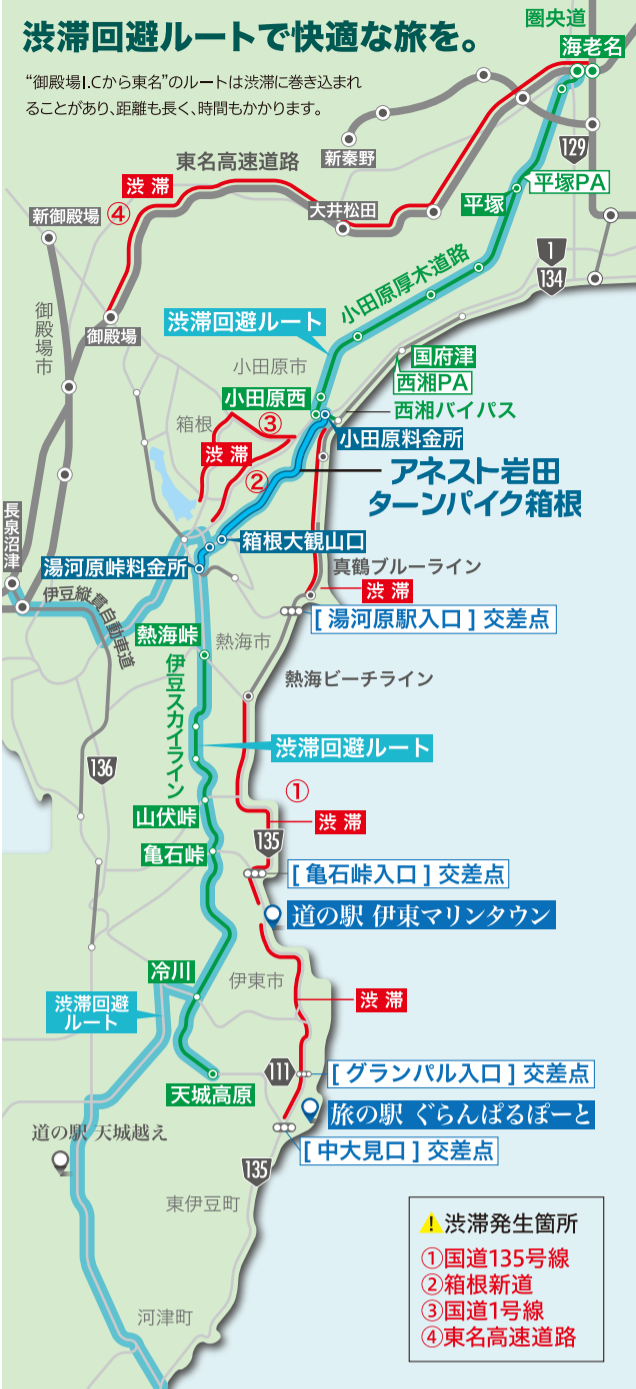 渋滞回避ルートで快適な旅を。
“御殿場I.Cから東名”のルートは渋滞に巻き込まれ
ることがあり、距離も長く、時間もかかります。
圏央道
海老名
129
新秦野
東名高速道路
渋滞
平塚PA
平塚
新御殿場
④
大井松田
1
134
小田原厚木道路
御殿場市
御殿場
渋滞回避ルート
国府津
小田原市
西湘PA
小田原西
西湘バイパス
箱根
③
小田原料金所
渋滞
②
アネスト岩田
ターンパイク箱根
長泉沼津
箱根大観山口
湯河原峠料金所
真鶴ブルーライン
渋滞
伊豆縦貫自動車道
[ 湯河原駅入口 ] 交差点
熱海峠
熱海市
伊豆スカイライン
熱海ビーチライン
渋滞回避ルート
136
①
山伏峠
渋滞
135
亀石峠
[ 亀石峠入口 ] 交差点
道の駅 伊東マリンタウン
冷川
伊東市
渋滞回避
ルート
渋滞
111
[ グランパル入口 ] 交差点
天城高原
旅の駅 ぐらんぱるぽーと
道の駅 天城越え
[ 中大見口 ] 交差点
135
東伊豆町
! 渋滞発生箇所
①国道135号線
②箱根新道
③国道1号線
④東名高速道路
河津町